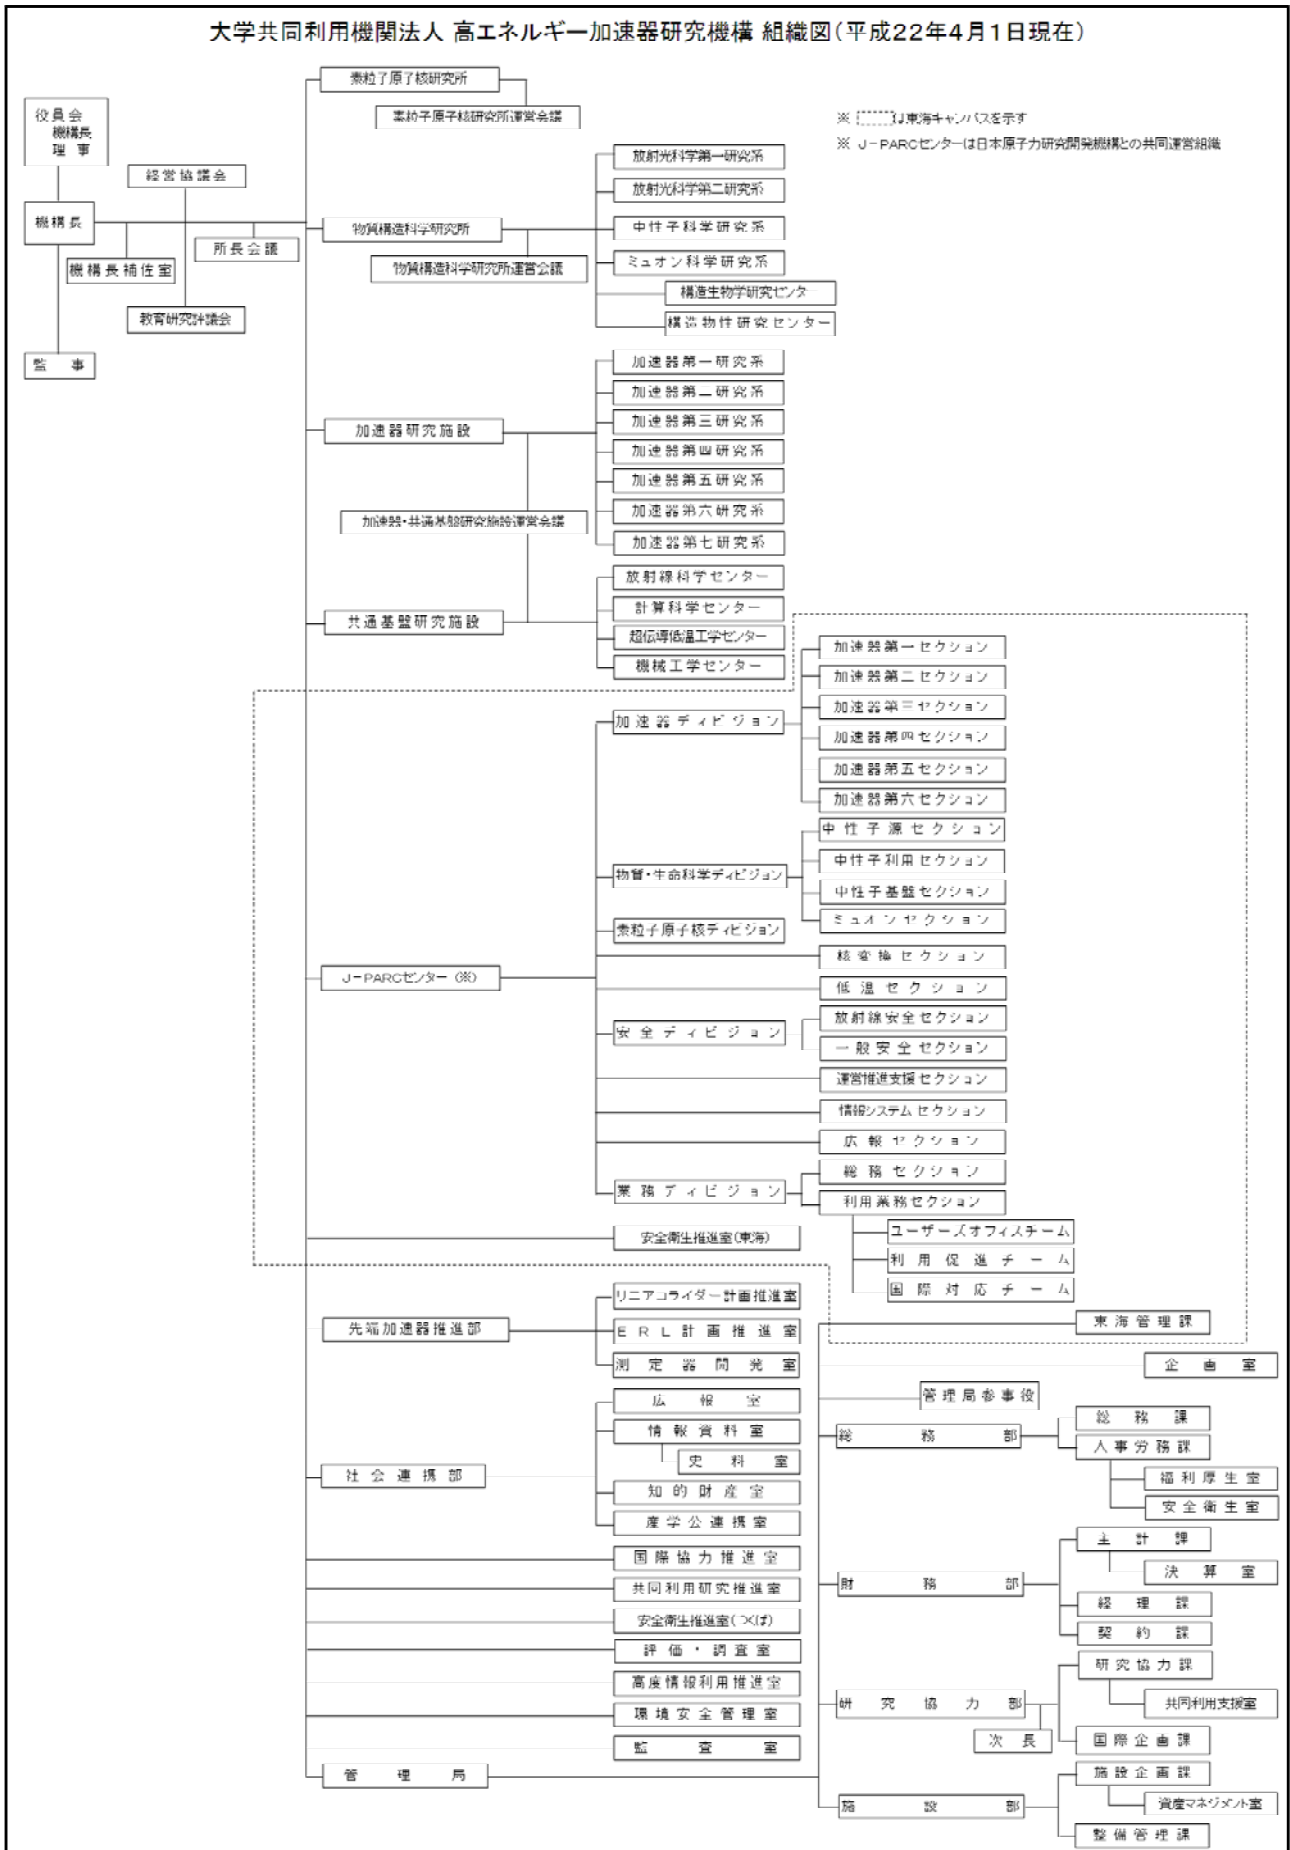 大学共同利用機関法人 高エネルギー加速器研究機構 組織図(平成22年4月1日現在)
素粒子原子核研究所
素粒子原子核研究所運営会議
役員会
機構長
理事
※ は東海キャンパスを示す
※ J-PARCセンターは日本原子力研究開発機構との共同運営組織
経営協議会
機構長
所長会議
機構長補佐室
教育研究評議会
監事
物質構造科学研究所
物質構造科学研究所運営会議
放射光科学第一研究系
放射光科学第二研究系
中性子科学研究系
ミュオン科学研究系
構造生物学研究センター
構造物性研究センター
加速器研究施設
加速器・共通基盤研究施設運営会議
加速器第一研究系
加速器第二研究系
加速器第三研究系
加速器第四研究系
加速器第五研究系
加速器第六研究系
加速器第七研究系
共通基盤研究施設
放射線科学センター
計算科学センター
超伝導低温工学センター
機械工学センター
J-PARCセンター (※)
加速器ディビジョン
加速器第一セクション
加速器第二セクション
加速器第三セクション
加速器第四セクション
加速器第五セクション
加速器第六セクション
物質・生命科学ディビジョン
中性子源セクション
中性子利用セクション
中性子基盤セクション
ミュオンセクション
素粒子原子核ディビジョン
核変換セクション
低温セクション
安全ディビジョン
放射線安全セクション
一般安全セクション
運営推進支援セクション
情報システムセクション
広報セクション
業務ディビジョン
総務セクション
利用業務セクション
ユーザーズオフィスチーム
利用促進チーム
国際対応チーム
安全衛生推進室(東海)
先端加速器推進部
リニアコライダー計画推進室
ERL計画推進室
測定器開発室
社会連携部
広報室
情報資料室
史料室
知的財産室
産学公連携室
国際協力推進室
共同利用研究推進室
安全衛生推進室(つくば)
評価・調査室
高度情報利用推進室
環境安全管理室
監査室
管理局
東海管理課
企画室
管理局参事役
総務部
総務課
人事労務課
福利厚生室
安全衛生室
財務部
主計課
決算室
経理課
契約課
研究協力部
次長
研究協力課
共同利用支援室
国際企画課
施設部
施設企画課
資産マネジメント室
整備管理課